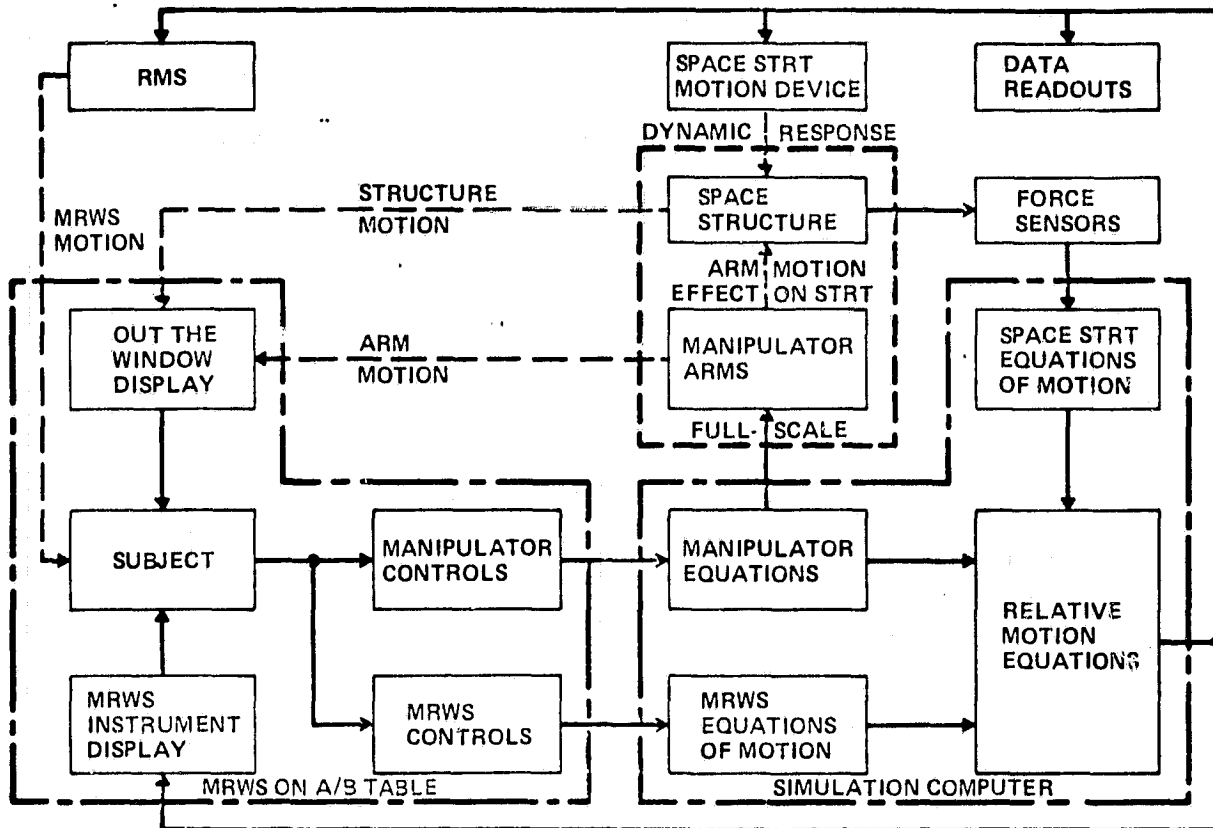 RMS
SPACE STRT
MOTION DEVICE
DATA
READOUTS
DYNAMIC RESPONSE
MRWS
MOTION
STRUCTURE
MOTION
SPACE
STRUCTURE
FORCE
SENSORS
ARM MOTION
EFFECT ON STRT
OUT THE
WINDOW
DISPLAY
ARM
MOTION
MANIPULATOR
ARMS
SPACE STRT
EQUATIONS
OF MOTION
FULL- SCALE
SUBJECT
MANIPULATOR
CONTROLS
MANIPULATOR
EQUATIONS
RELATIVE
MOTION
EQUATIONS
MRWS
INSTRUMENT
DISPLAY
MRWS
CONTROLS
MRWS
EQUATIONS
OF MOTION
MRWS ON A/B TABLE
SIMULATION COMPUTER